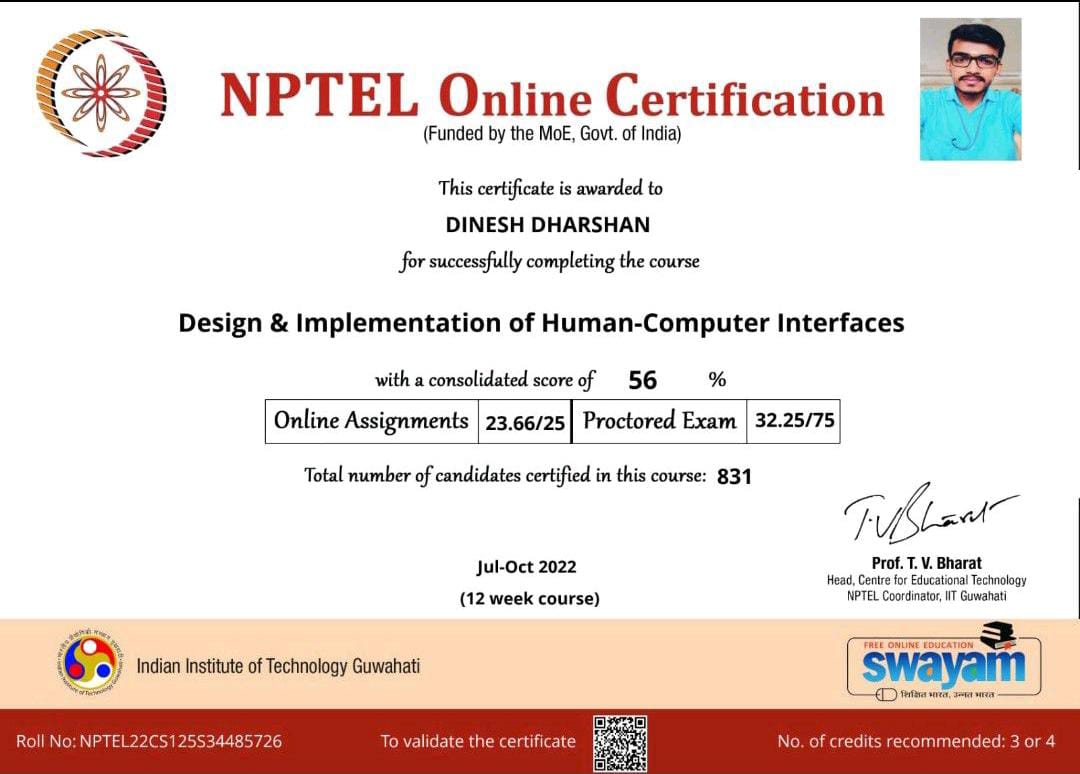 NPTEL Online Certification
(Funded by the MoE, Govt. of India)
This certificate is awarded to
DINESH DHARSHAN
for successfully completing the course
Design & Implementation of Human-Computer Interfaces
with a consolidated score of 56 %
Online Assignments 23.66/25 Proctored Exam 32.25/75
Total number of candidates certified in this course: 831
T.V Bharat
Prof. T. V. Bharat
Head, Centre for Educational Technology
NPTEL Coordinator, IIT Guwahati
Jul-Oct 2022
(12 week course)
Indian Institute of Technology Guwahati
FREE ONLINE EDUCATION
swayam
शिक्षित भारत, उन्नत भारत
Roll No: NPTEL22CS125S34485726 To validate the certificate No. of credits recommended: 3 or 4